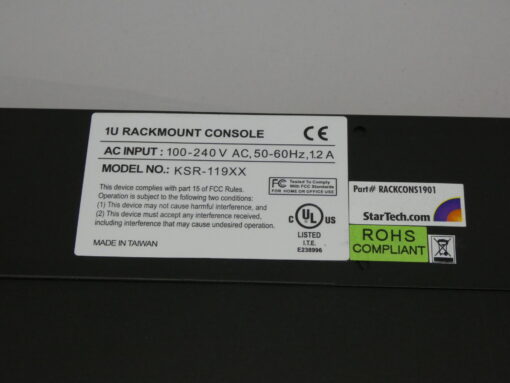 1U RACKMOUNT CONSOLE
CE
AC INPUT : 100-240 V AC, 50-60Hz, 1.2 A
MODEL NO.: KSR-119XX
This device complies with part 15 of FCC Rules.
Operation is subject to the following two conditions:
(1) This device may not cause harmful interference, and
(2) This device must accept any interference received,
including interference that may cause undesired operation.
MADE IN TAIWAN
FC Tested To Comply
With FCC Standards
FOR HOME OR OFFICE USE
c UL us
LISTED
I.T.E.
E238996
Part# RACKCONS1901
StarTech.com
ROHS
COMPLIANT